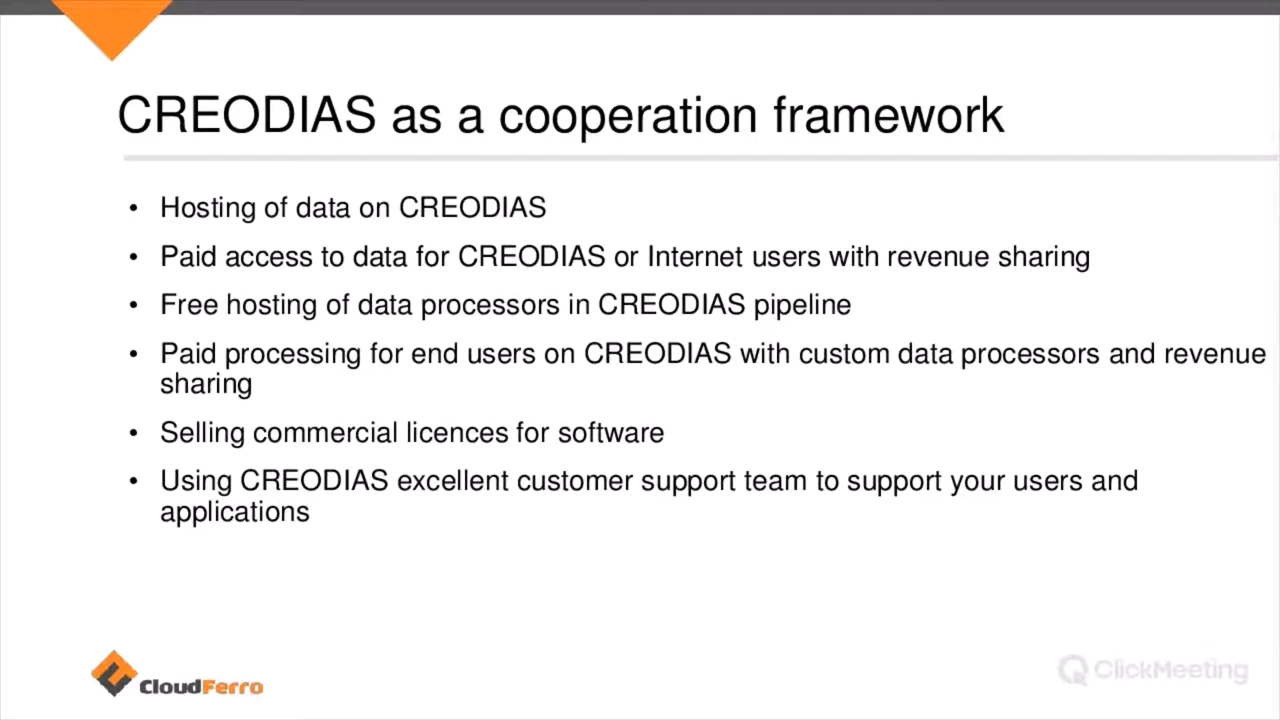 CREODIAS as a cooperation framework
• Hosting of data on CREODIAS
• Paid access to data for CREODIAS or Internet users with revenue sharing
• Free hosting of data processors in CREODIAS pipeline
• Paid processing for end users on CREODIAS with custom data processors and revenue
sharing
• Selling commercial licences for software
• Using CREODIAS excellent customer support team to support your users and
applications
CloudFerro
ClickMeeting